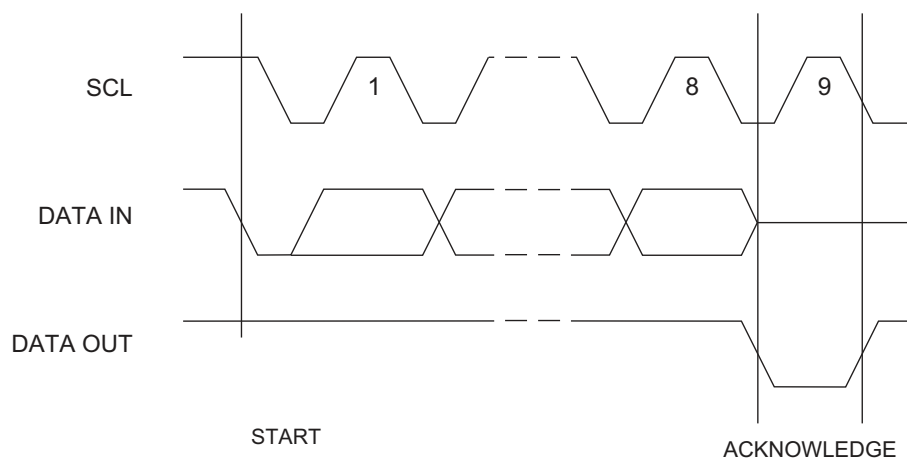 SCL
1
8
9
DATA IN
DATA OUT
START
ACKNOWLEDGE